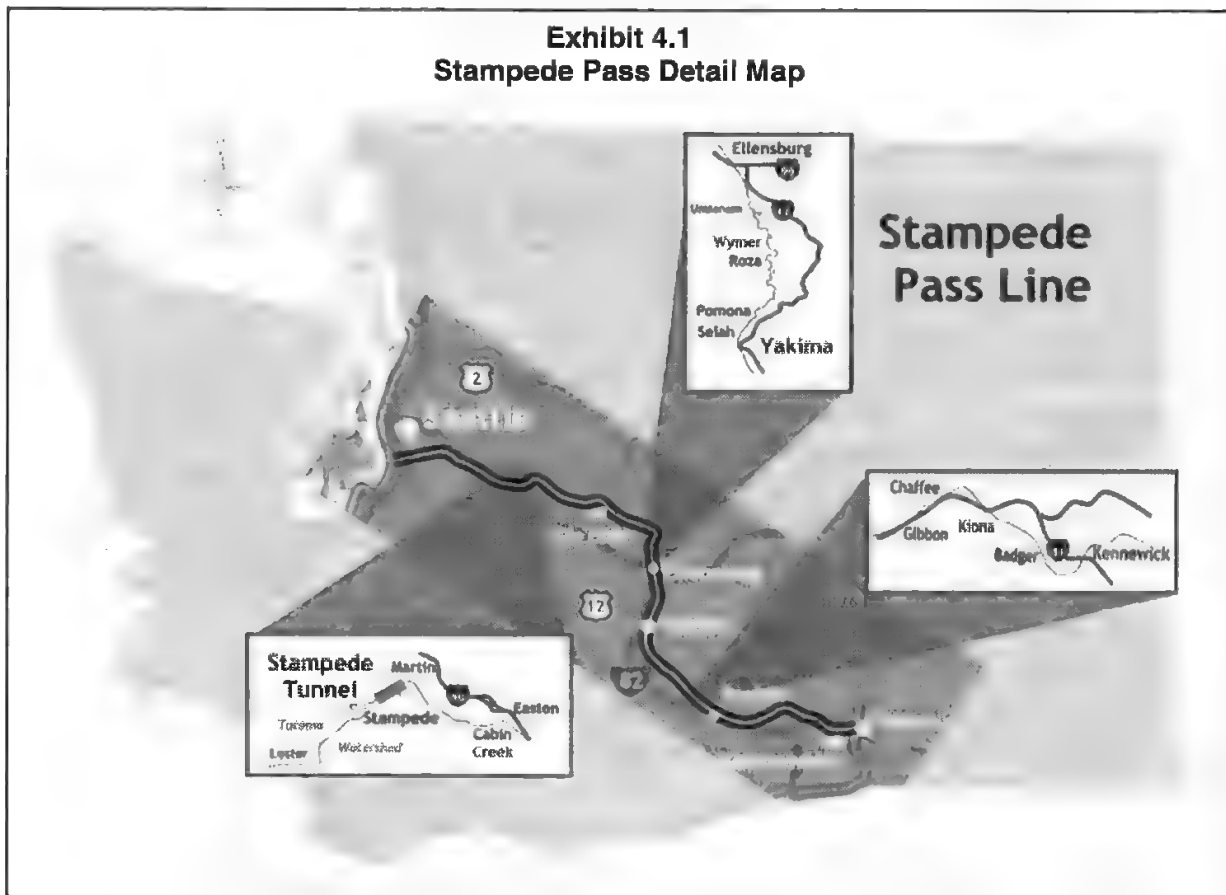 Exhibit 4.1
Stampede Pass Detail Map
Ellensburg
Umtanum
Wymer
Roza
Pomona
Selah
Yakima
Stampede
Pass Line
2
Chaffee
Gibbon
Kiona
Badger
Kennewick
12
82
Stampede
Tunnel
Martin
Easton
Stampede
Cabin
Creek
Tacoma
Watershed
Lester